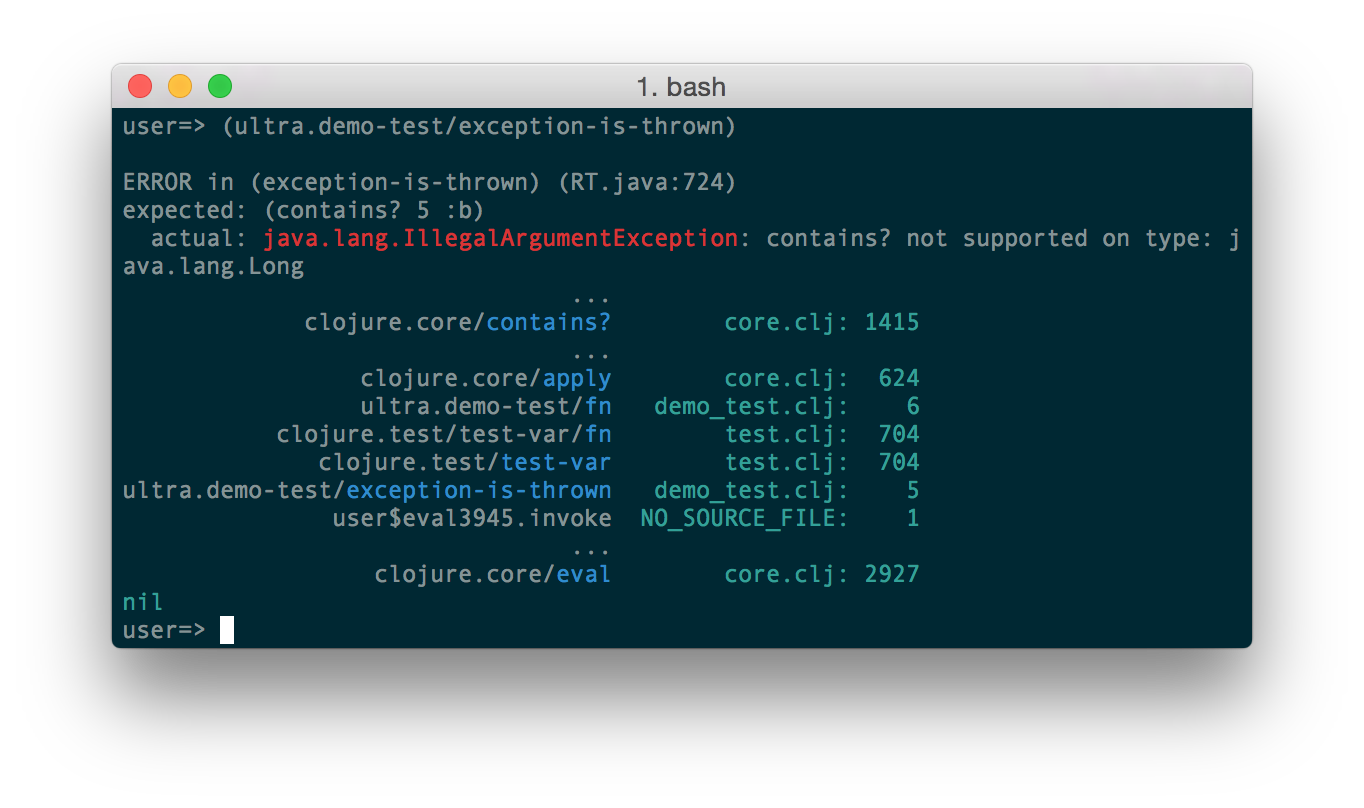 1. bash
user=> (ultra.demo-test/exception-is-thrown)
ERROR in (exception-is-thrown) (RT.java:724)
expected: (contains? 5 :b)
  actual: java.lang.IllegalArgumentException: contains? not supported on type: j
ava.lang.Long
                                ...
             clojure.core/contains?        core.clj: 1415
                                ...
                 clojure.core/apply        core.clj:  624
                 ultra.demo-test/fn   demo_test.clj:    6
           clojure.test/test-var/fn        test.clj:  704
              clojure.test/test-var        test.clj:  704
ultra.demo-test/exception-is-thrown   demo_test.clj:    5
               user$eval3945.invoke  NO_SOURCE_FILE:    1
                                ...
                  clojure.core/eval        core.clj: 2927
nil
user=>